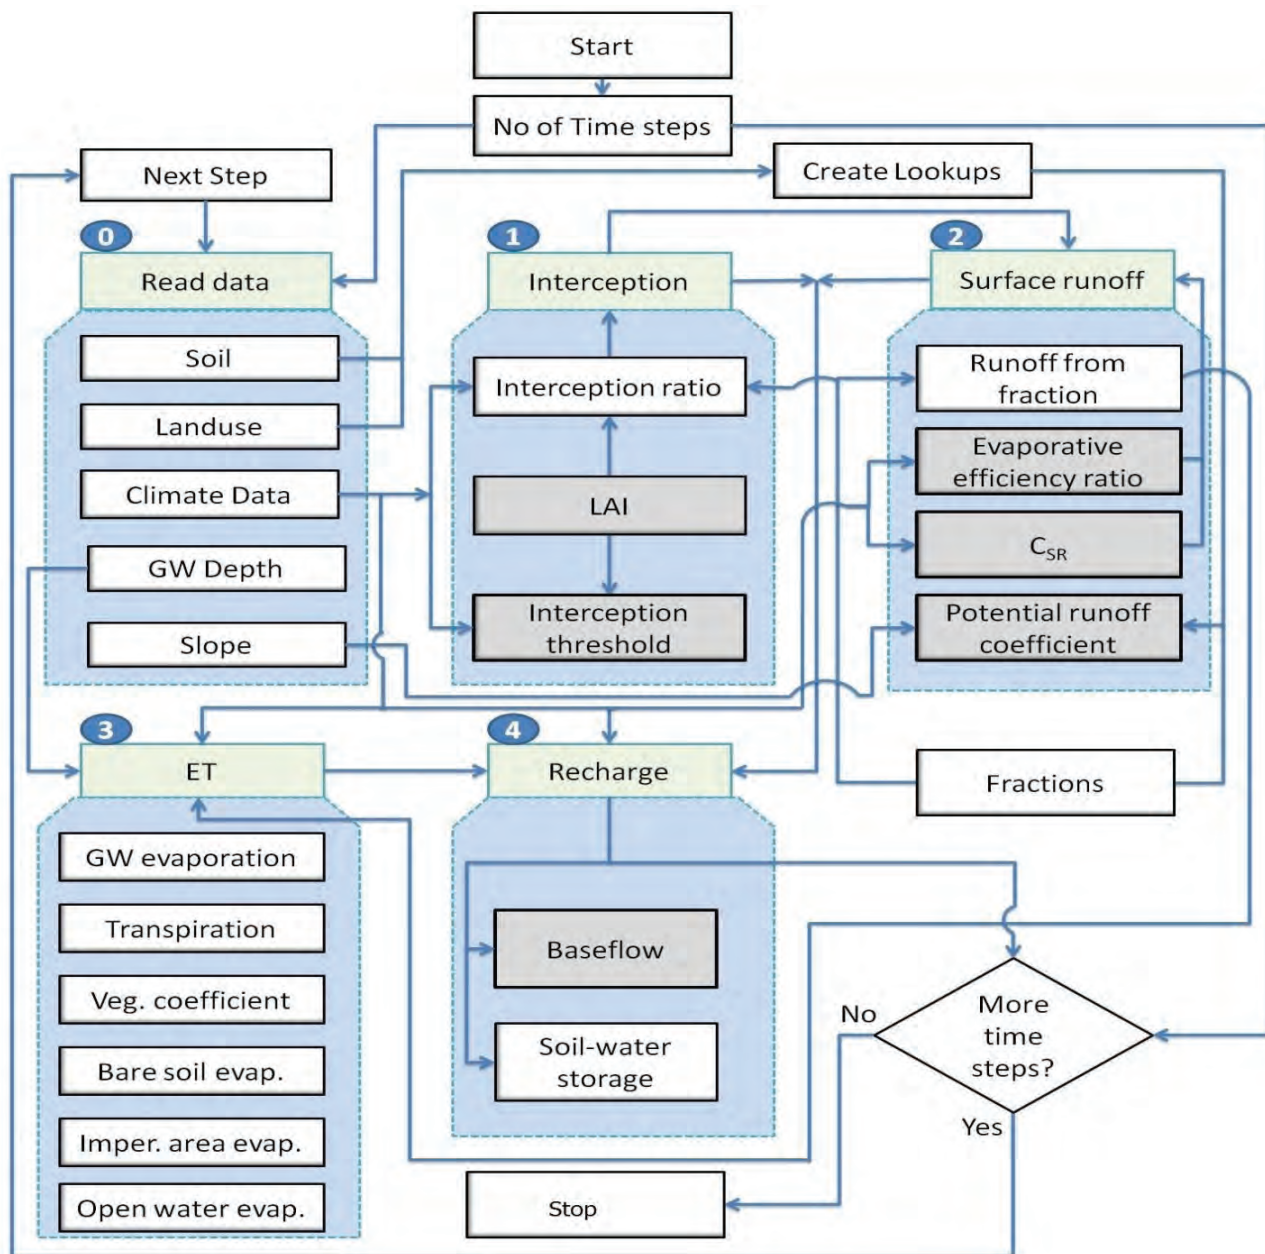 Start
No of Time steps
Next Step
Create Lookups
0
Read data
Soil
Landuse
Climate Data
GW Depth
Slope
1
Interception
Interception ratio
LAI
Interception
threshold
2
Surface runoff
Runoff from
fraction
Evaporative
efficiency ratio
CSR
Potential runoff
coefficient
3
ET
GW evaporation
Transpiration
Veg. coefficient
Bare soil evap.
Imper. area evap.
Open water evap.
4
Recharge
Baseflow
Soil-water
storage
Fractions
More
time
steps?
No
Yes
Stop